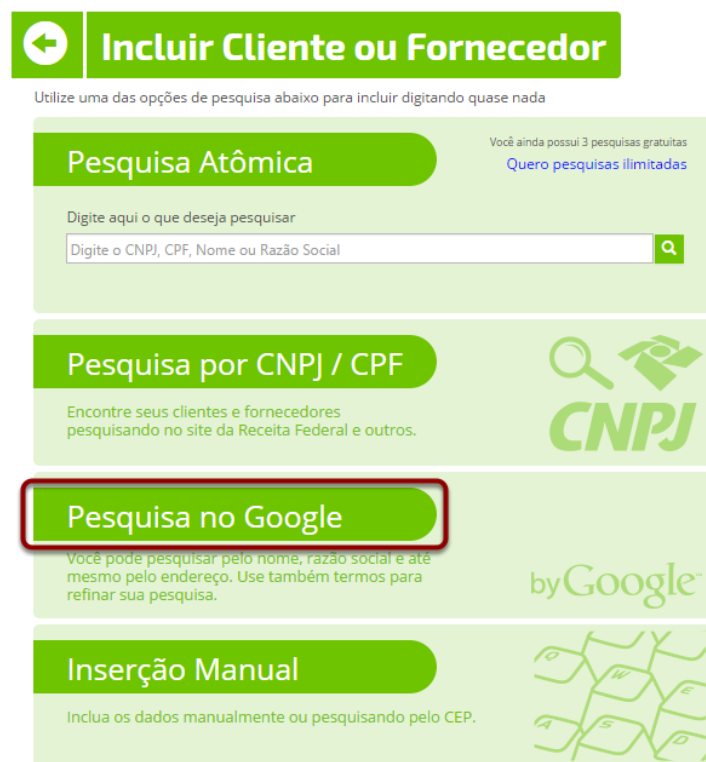 Incluir Cliente ou Fornecedor
Utilize uma das opções de pesquisa abaixo para incluir digitando quase nada
Pesquisa Atômica
Você ainda possui 3 pesquisas gratuitas
Quero pesquisas ilimitadas
Digite aqui o que deseja pesquisar
Digite o CNPJ, CPF, Nome ou Razão Social
Pesquisa por CNPJ / CPF
Encontre seus clientes e fornecedores
pesquisando no site da Receita Federal e outros.
CNPJ
Pesquisa no Google
Você pode pesquisar pelo nome, razão social e até
mesmo pelo endereço. Use também termos para
refinar sua pesquisa.
by Google™
Inserção Manual
Inclua os dados manualmente ou pesquisando pelo CEP.
Q W E
A S D